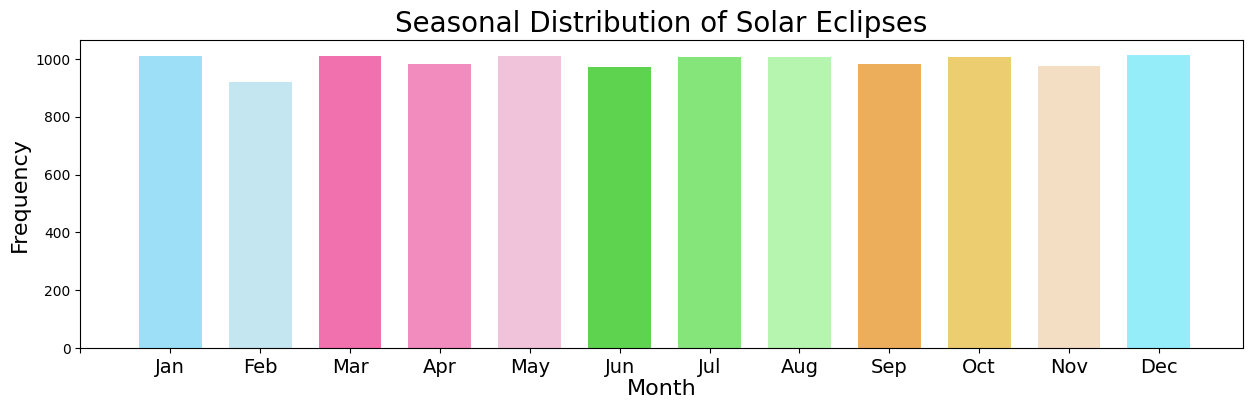 Seasonal Distribution of Solar Eclipses
Frequency
1000
800
600
400
200
0
Jan Feb Mar Apr May Jun Jul Aug Sep Oct Nov Dec
Month